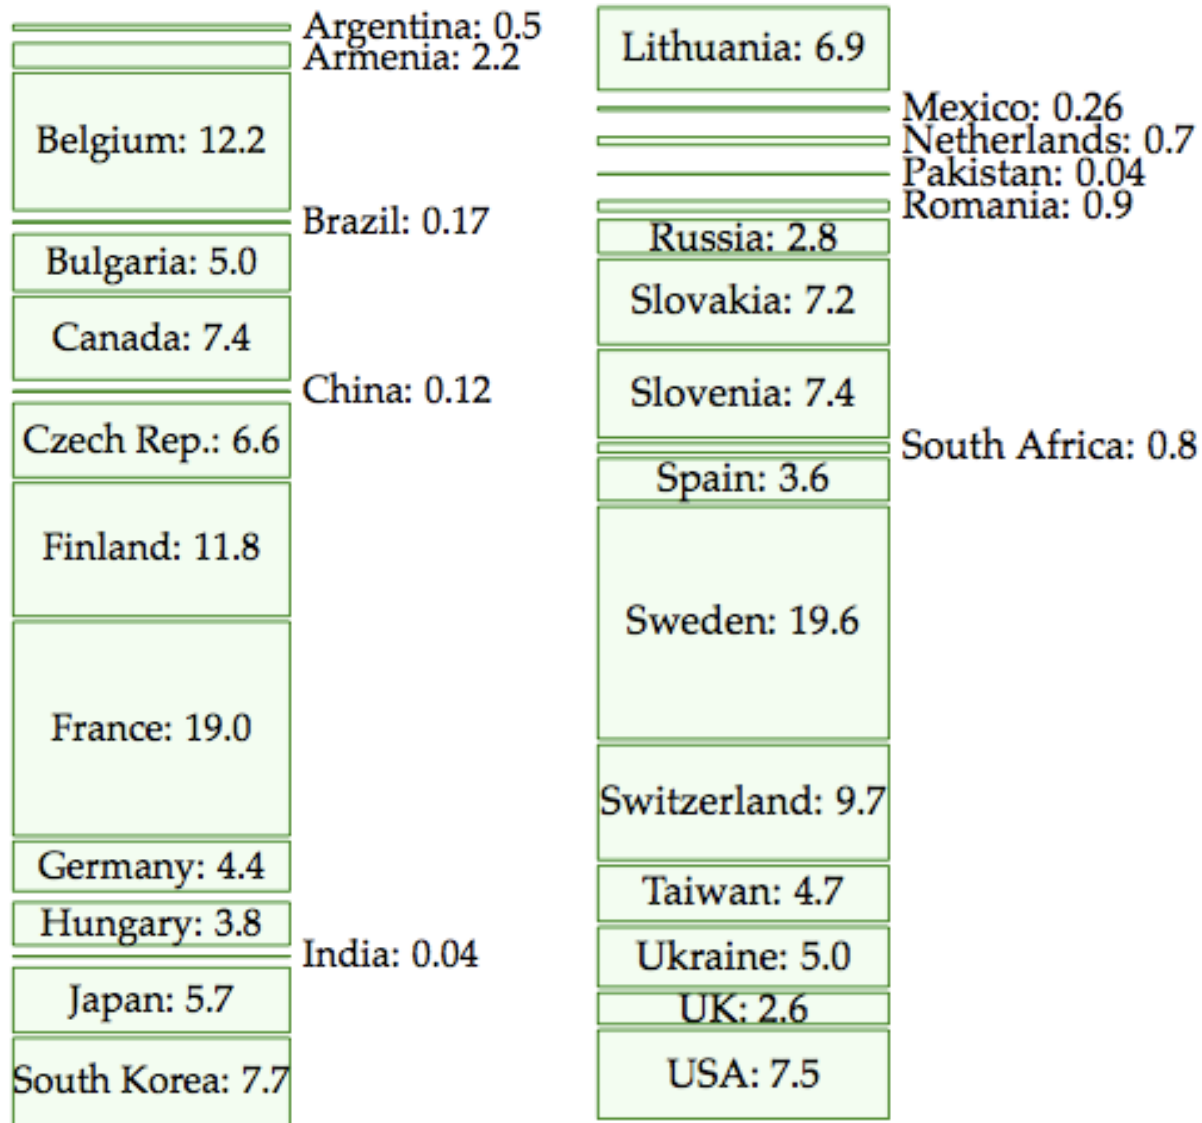 Argentina: 0.5
Armenia: 2.2
Belgium: 12.2
Brazil: 0.17
Bulgaria: 5.0
Canada: 7.4
China: 0.12
Czech Rep.: 6.6
Finland: 11.8
France: 19.0
Germany: 4.4
Hungary: 3.8
India: 0.04
Japan: 5.7
South Korea: 7.7
Lithuania: 6.9
Mexico: 0.26
Netherlands: 0.7
Pakistan: 0.04
Romania: 0.9
Russia: 2.8
Slovakia: 7.2
Slovenia: 7.4
South Africa: 0.8
Spain: 3.6
Sweden: 19.6
Switzerland: 9.7
Taiwan: 4.7
Ukraine: 5.0
UK: 2.6
USA: 7.5